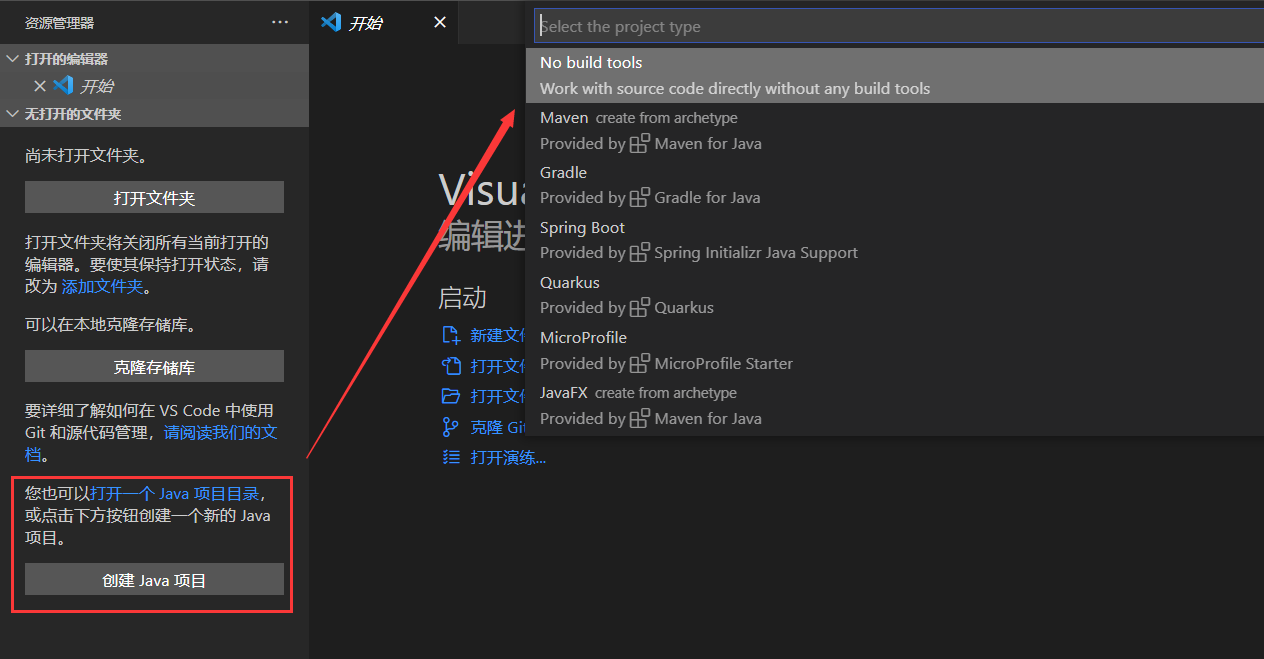 资源管理器
打开的编辑器
开始
无打开的文件夹
尚未打开文件夹。
打开文件夹
打开文件夹将关闭所有当前打开的
编辑器。要使其保持打开状态，请
改为 添加文件夹。
可以在本地克隆存储库。
克隆存储库
要详细了解如何在 VS Code 中使用
Git 和源代码管理，请阅读我们的文
档。
您也可以打开一个 Java 项目目录，
或点击下方按钮创建一个新的 Java
项目。
创建 Java 项目
开始
Visua
编辑进
启动
新建文件
打开文件
打开文件
克隆 Git
打开演练...
Select the project type
No build tools
Work with source code directly without any build tools
Maven create from archetype
Provided by Maven for Java
Gradle
Provided by Gradle for Java
Spring Boot
Provided by Spring Initializr Java Support
Quarkus
Provided by Quarkus
MicroProfile
Provided by MicroProfile Starter
JavaFX create from archetype
Provided by Maven for Java